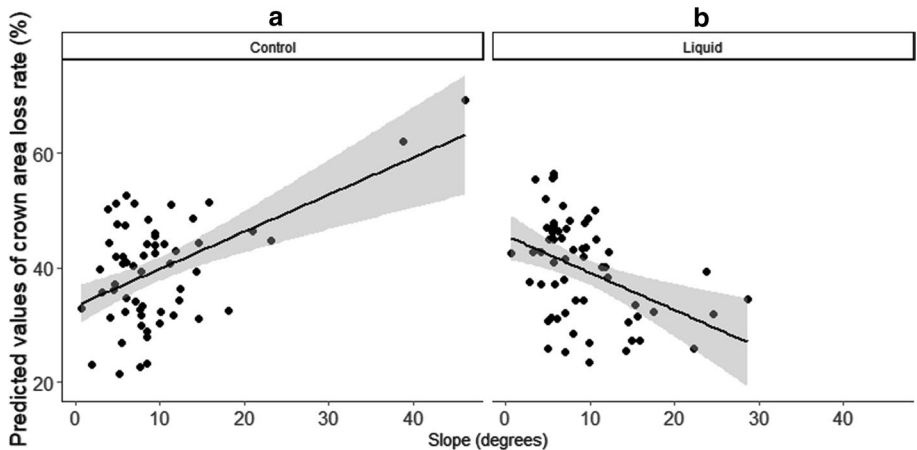 a
b
Control
Liquid
Predicted values of crown area loss rate (%)
60
40
20
0 10 20 30 40
0 10 20 30 40
Slope (degrees)